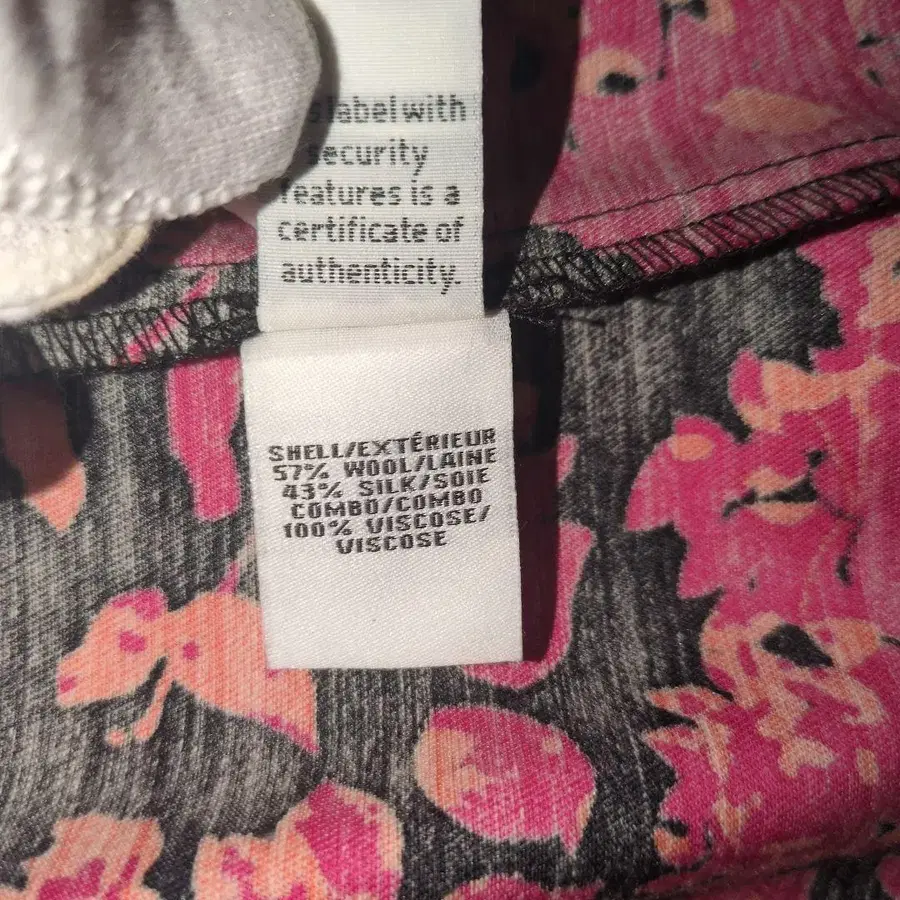 label with
security
features is a
certificate of
authenticity.
SHELL/EXTÉRIEUR
57% WOOL/LAINE
43% SILK/SOIE
COMBO/COMBO
100% VISCOSE/
VISCOSE